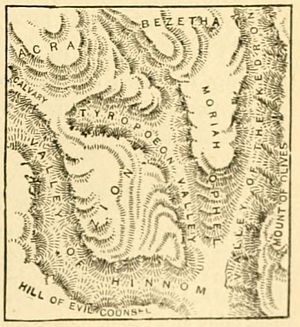 BEZETHA
ACRA
CALVARY
TYROPOEON VALLEY
MORIAH
OPHEL
VALLEY OF THE KEDRON
MOUNT OF OLIVES
ZION
VALLEY OF HINNOM
HILL OF EVIL COUNSEL